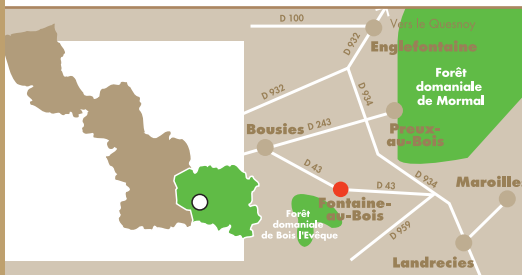 D 100
Vers le Quesnoy
D 932
Englefontaine
Forêt
domaniale
de Mormal
D 932
D 934
D 243
Preux-
au-Bois
Bousies
D 43
D 43
D 934
Maroille
Fontaine-
au-Bois
Forêt
domaniale
de Bois l'Evêque
D 959
Landrecies